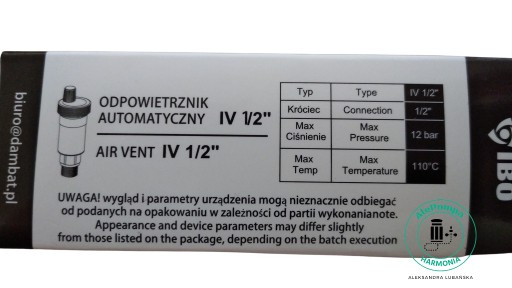 biuro@dambat.pl
ODPOWIETRZNIK
AUTOMATYCZNY IV 1/2"
AIR VENT IV 1/2"
Typ Type IV 1/2"
Króciec Connection 1/2"
Max Ciśnienie Max Pressure 12 bar
Max Temp Max Temperature 110°C
UWAGA! wygląd i parametry urządzenia mogą nieznacznie odbiegać
od podanych na opakowaniu w zależności od partii wykonanianote.
Appearance and device parameters may differ slightly
from those listed on the package, depending on the batch execution
IBO
HARMONIA
ALEKSANDRA LUBAŃSKA